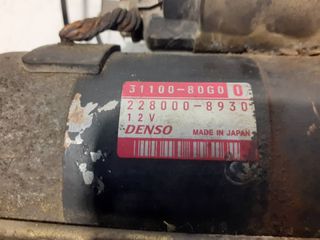 31100-80G0 0
228000-8930
12V
DENSO MADE IN JAPAN